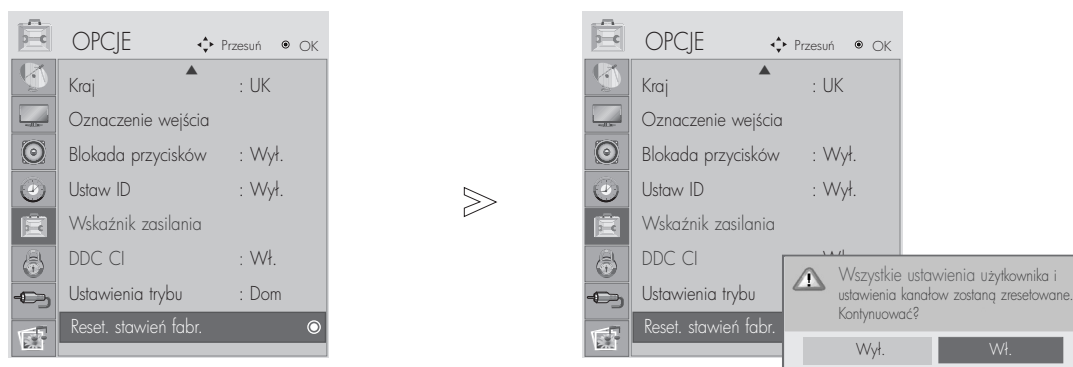 OPCJE Przesuń OK
Kraj : UK
Oznaczenie wejścia
Blokada przycisków : Wył.
Ustaw ID : Wył.
Wskaźnik zasilania
DDC CI : Wł.
Ustawienia trybu : Dom
Reset. stawień fabr.
OPCJE Przesuń OK
Kraj : UK
Oznaczenie wejścia
Blokada przycisków : Wył.
Ustaw ID : Wył.
Wskaźnik zasilania
DDC CI
Ustawienia trybu
Reset. stawień fabr.
Wszystkie ustawienia użytkownika i
ustawienia kanałow zostaną zresetowane.
Kontynuować?
Wył. Wł.